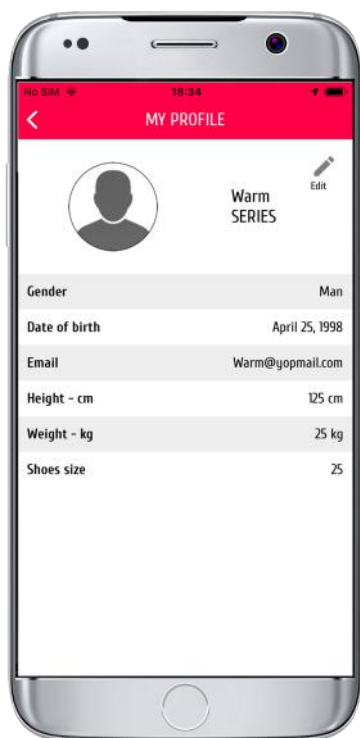 No SIM 18:34
MY PROFILE
Edit
Warm
SERIES
Gender Man
Date of birth April 25, 1998
Email Warm@yopmail.com
Height - cm 125 cm
Weight - kg 25 kg
Shoes size 25